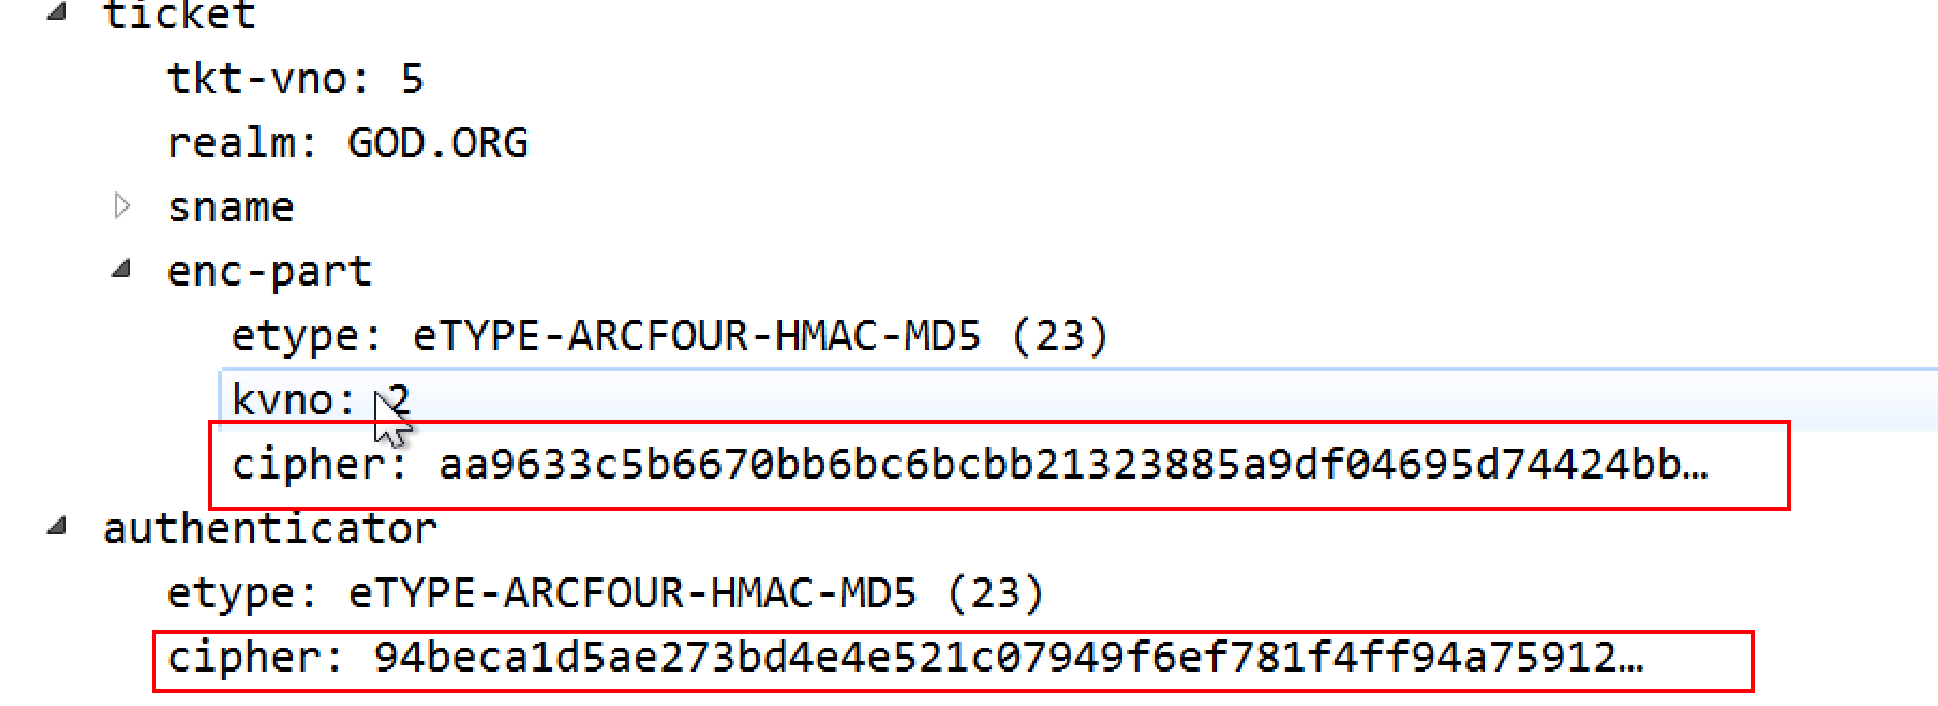 ticket
tkt-vno: 5
realm: GOD.ORG
sname
enc-part
etype: eTYPE-ARCFOUR-HMAC-MD5 (23)
kvno: 2
cipher: aa9633c5b6670bb6bc6bcbb21323885a9df04695d74424bb…
authenticator
etype: eTYPE-ARCFOUR-HMAC-MD5 (23)
cipher: 94beca1d5ae273bd4e4e521c07949f6ef781f4ff94a75912…